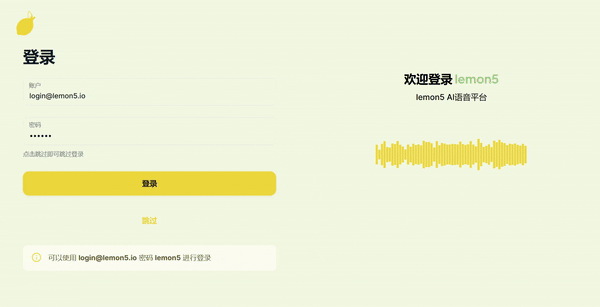 登录
账户
login@lemon5.io
密码
••••••
点击跳过即可跳过登录
登录
跳过
可以使用 login@lemon5.io 密码 lemon5 进行登录
欢迎登录 lemon5
lemon5 AI语音平台